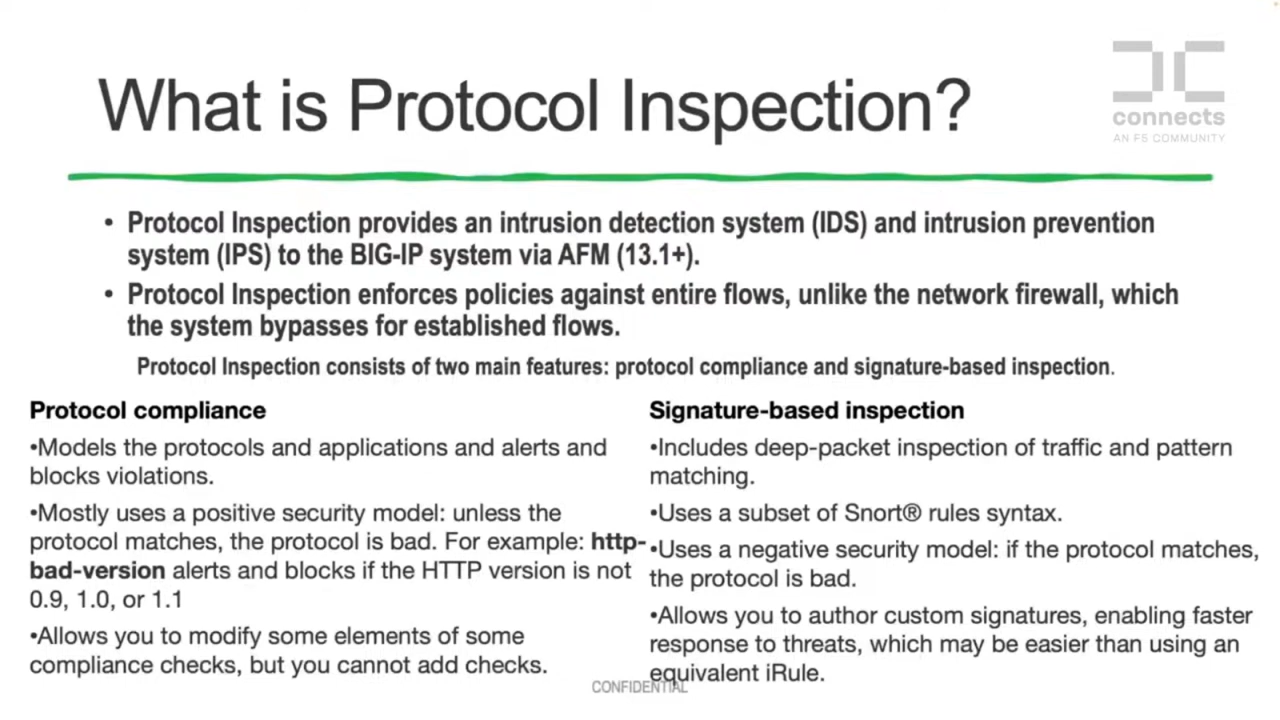 What is Protocol Inspection?
connects
AN F5 COMMUNITY
• Protocol Inspection provides an intrusion detection system (IDS) and intrusion prevention
system (IPS) to the BIG-IP system via AFM (13.1+).
• Protocol Inspection enforces policies against entire flows, unlike the network firewall, which
the system bypasses for established flows.
Protocol Inspection consists of two main features: protocol compliance and signature-based inspection.
Protocol compliance
•Models the protocols and applications and alerts and
blocks violations.
•Mostly uses a positive security model: unless the
protocol matches, the protocol is bad. For example: http-
bad-version alerts and blocks if the HTTP version is not
0.9, 1.0, or 1.1
•Allows you to modify some elements of some
compliance checks, but you cannot add checks.
Signature-based inspection
•Includes deep-packet inspection of traffic and pattern
matching.
•Uses a subset of Snort® rules syntax.
•Uses a negative security model: if the protocol matches,
the protocol is bad.
•Allows you to author custom signatures, enabling faster
response to threats, which may be easier than using an
equivalent iRule.
CONFIDENTIAL